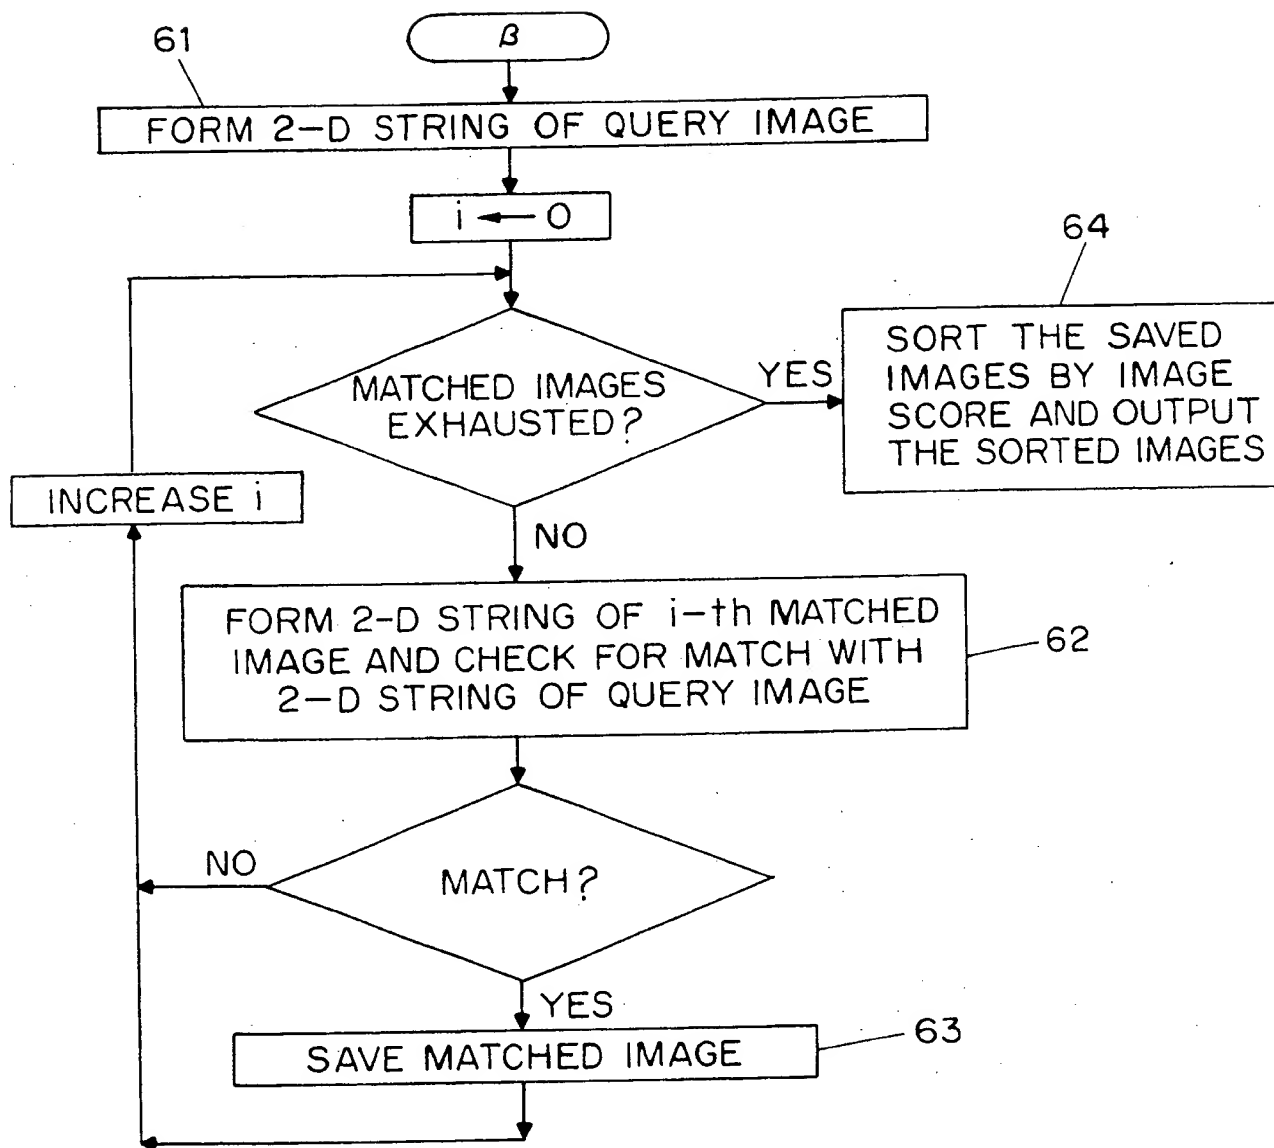 61
β
FORM 2-D STRING OF QUERY IMAGE
i ← 0
64
MATCHED IMAGES
EXHAUSTED?
YES
SORT THE SAVED
IMAGES BY IMAGE
SCORE AND OUTPUT
THE SORTED IMAGES
INCREASE i
NO
FORM 2-D STRING OF i-th MATCHED
IMAGE AND CHECK FOR MATCH WITH
2-D STRING OF QUERY IMAGE
62
NO
MATCH?
YES
SAVE MATCHED IMAGE
63